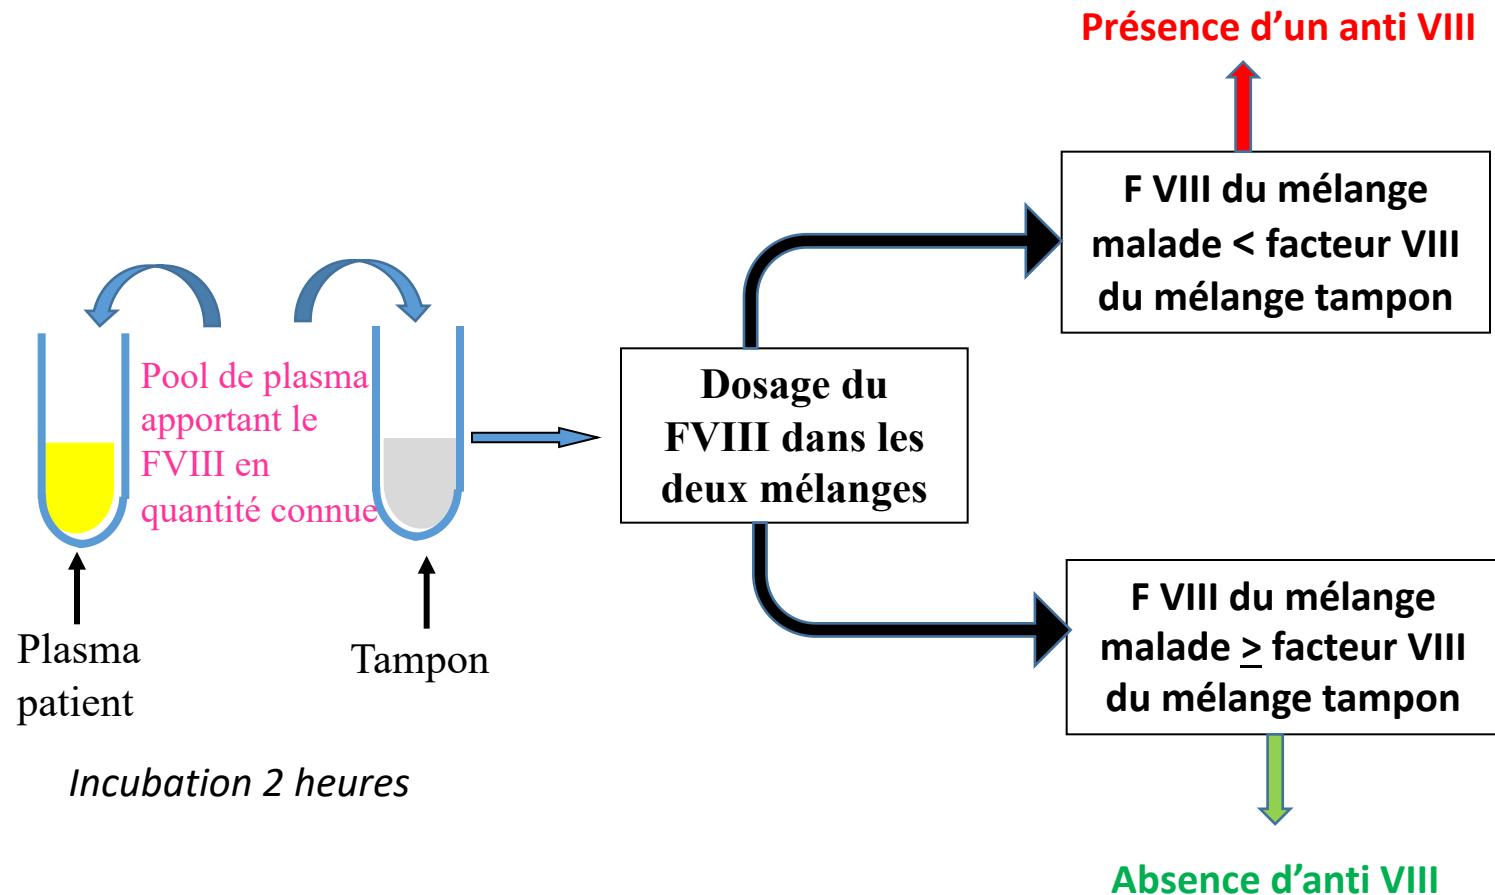 Présence d’un anti VIII
F VIII du mélange
malade < facteur VIII
du mélange tampon
Pool de plasma
apportant le
FVIII en
quantité connue
Dosage du
FVIII dans les
deux mélanges
Plasma
patient
Tampon
Incubation 2 heures
F VIII du mélange
malade ≥ facteur VIII
du mélange tampon
Absence d’anti VIII